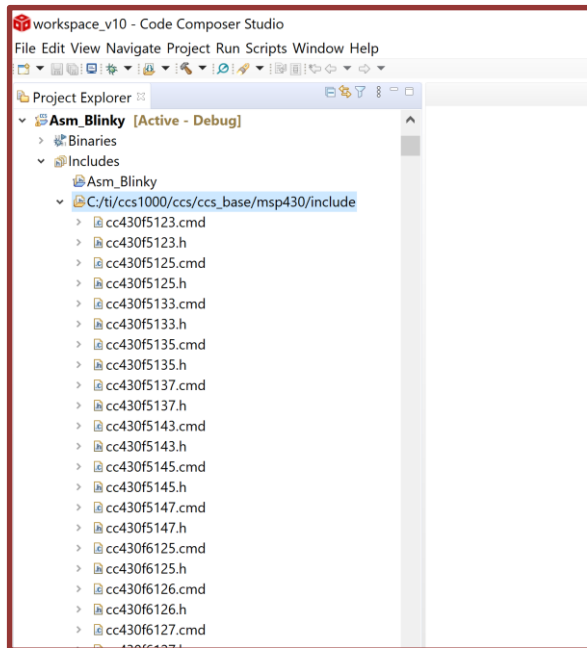 workspace_v10 - Code Composer Studio
File Edit View Navigate Project Run Scripts Window Help
Project Explorer
Asm_Blinky [Active - Debug]
Binaries
Includes
Asm_Blinky
C:/ti/ccs1000/ccs/ccs_base/msp430/include
cc430f5123.cmd
cc430f5123.h
cc430f5125.cmd
cc430f5125.h
cc430f5133.cmd
cc430f5133.h
cc430f5135.cmd
cc430f5135.h
cc430f5137.cmd
cc430f5137.h
cc430f5143.cmd
cc430f5143.h
cc430f5145.cmd
cc430f5145.h
cc430f5147.cmd
cc430f5147.h
cc430f6125.cmd
cc430f6125.h
cc430f6126.cmd
cc430f6126.h
cc430f6127.cmd